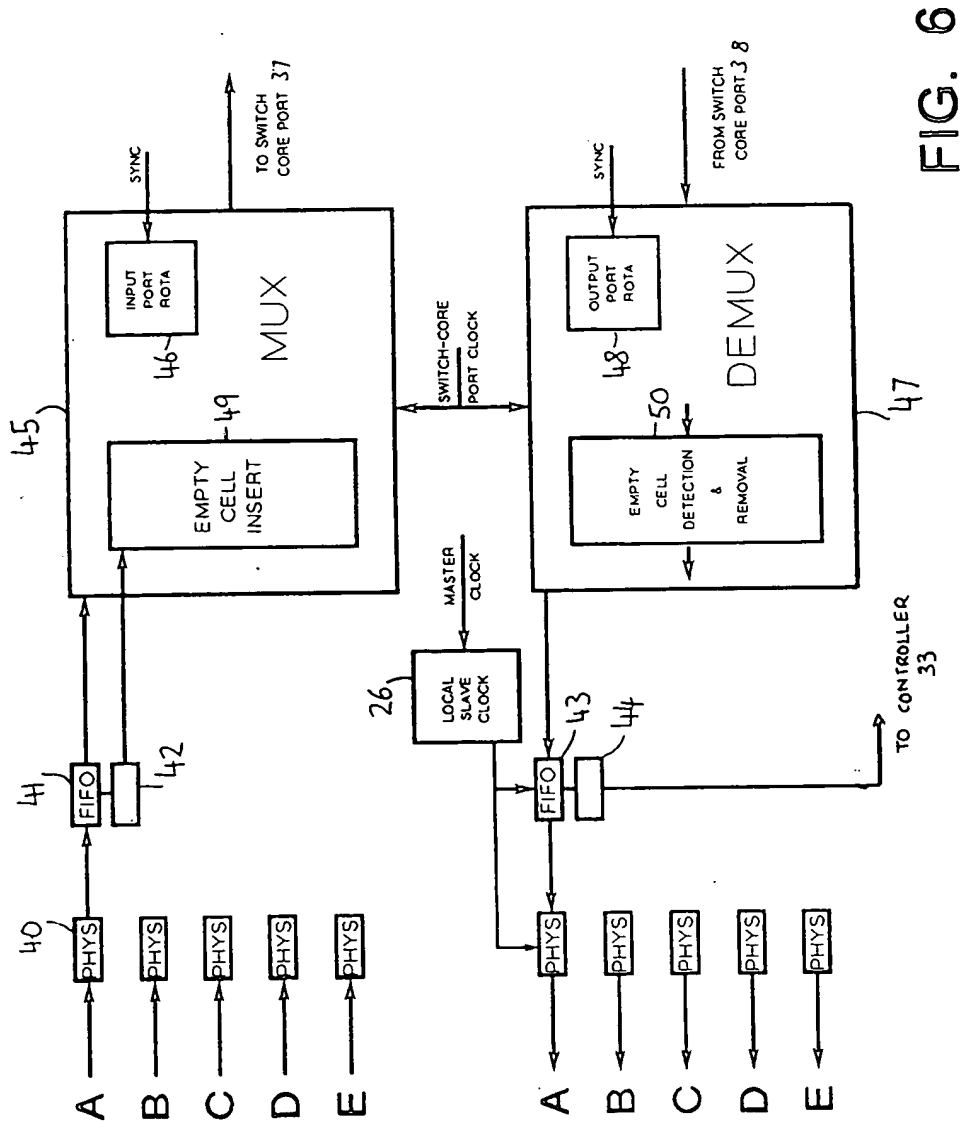 A
B
C
D
E
PHYS
PHYS
PHYS
PHYS
PHYS
40
41
FIFO
42
45
EMPTY
CELL
INSERT
49
INPUT
PORT
ROTA
46
MUX
SYNC
TO SWITCH
CORE PORT 37
SWITCH-CORE
PORT CLOCK
MASTER
CLOCK
26
LOCAL
SLAVE
CLOCK
A
B
C
D
E
PHYS
PHYS
PHYS
PHYS
PHYS
FIFO
43
44
TO CONTROLLER
33
EMPTY
CELL
DETECTION
&
REMOVAL
50
OUTPUT
PORT
ROTA
48
DEMUX
47
SYNC
FROM SWITCH
CORE PORT 38
FIG. 6